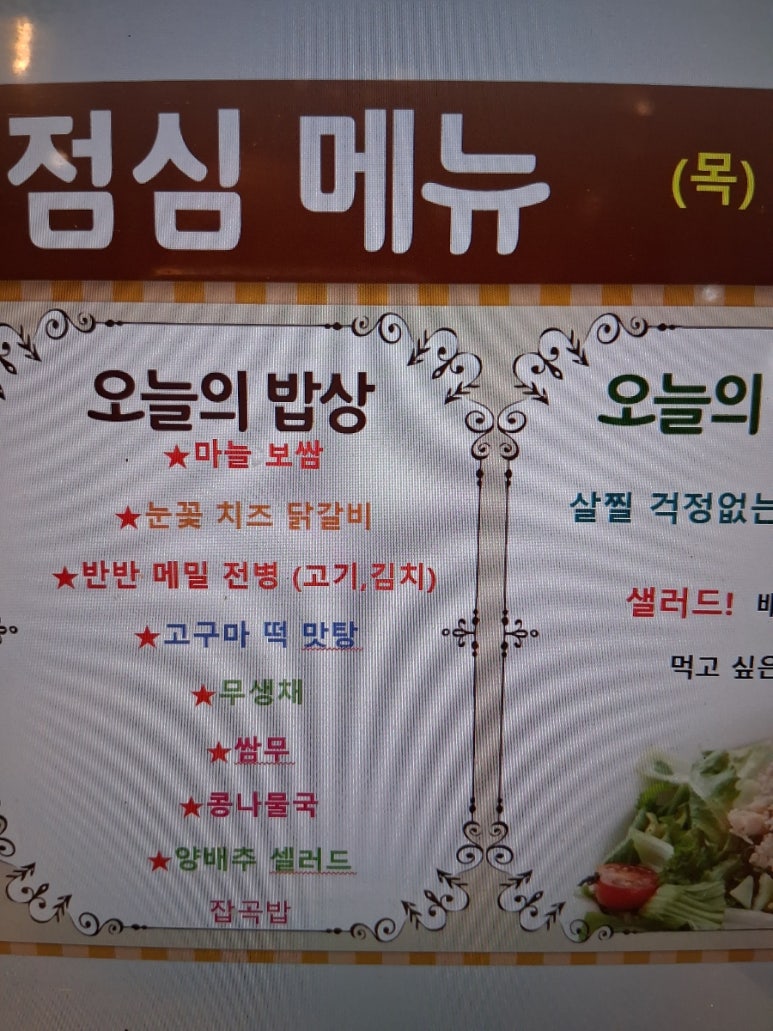 점심 메뉴 (목)
오늘의 밥상
★마늘 보쌈
★눈꽃 치즈 닭갈비
★반반 메밀 전병 (고기,김치)
★고구마 떡 맛탕
★무생채
★쌈무
★콩나물국
★양배추 셀러드
잡곡밥
오늘의
살찔 걱정없는
샐러드!
먹고 싶은